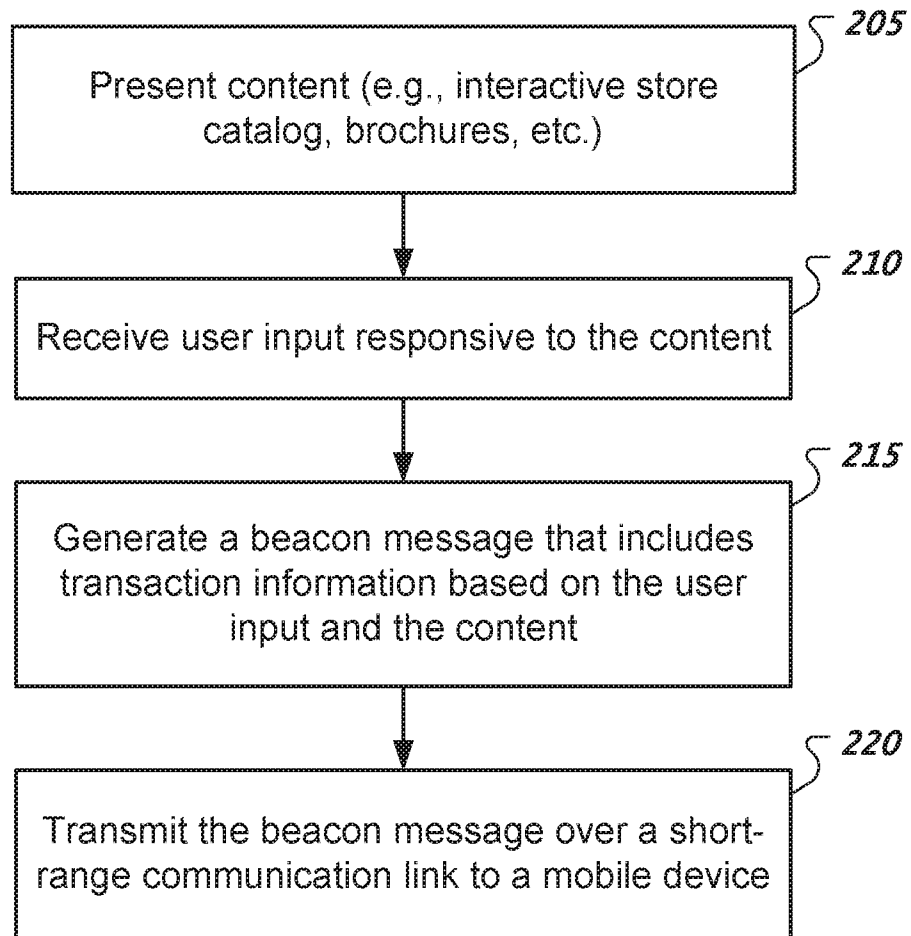 205
Present content (e.g., interactive store
catalog, brochures, etc.)
210
Receive user input responsive to the content
215
Generate a beacon message that includes
transaction information based on the user
input and the content
220
Transmit the beacon message over a short-
range communication link to a mobile device